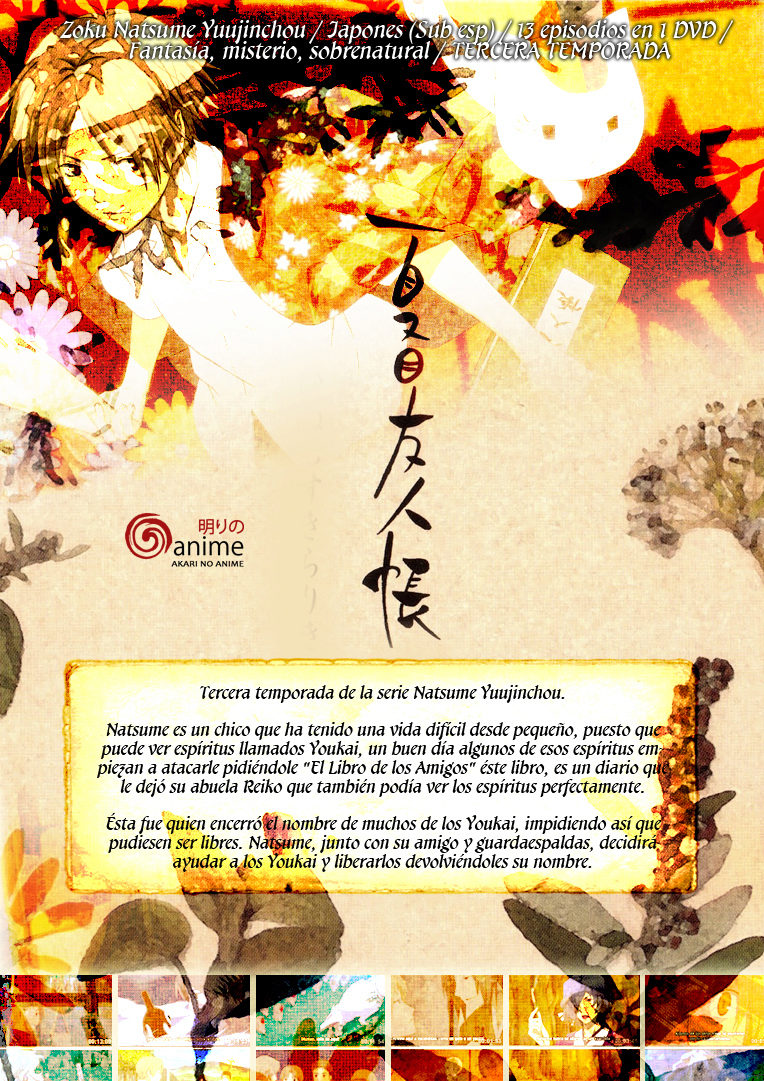 Zoku Natsume Yuujinchou / Japones (Sub esp) / 13 episodios en 1 DVD /
Fantasía, misterio, sobrenatural / TERCERA TEMPORADA
夏目友人帳
明りの
anime
AKARI NO ANIME
Tercera temporada de la serie Natsume Yuujinchou.
Natsume es un chico que ha tenido una vida difícil desde pequeño, puesto que
puede ver espíritus llamados Youkai, un buen día algunos de esos espíritus em-
piezan a atacarle pidiéndole "El Libro de los Amigos" éste libro, es un diario que
le dejó su abuela Reiko que también podía ver los espíritus perfectamente.
Ésta fue quien encerró el nombre de muchos de los Youkai, impidiendo así que
pudiesen ser libres. Natsume, junto con su amigo y guardaespaldas, decidirá
ayudar a los Youkai y liberarlos devolviéndoles su nombre.